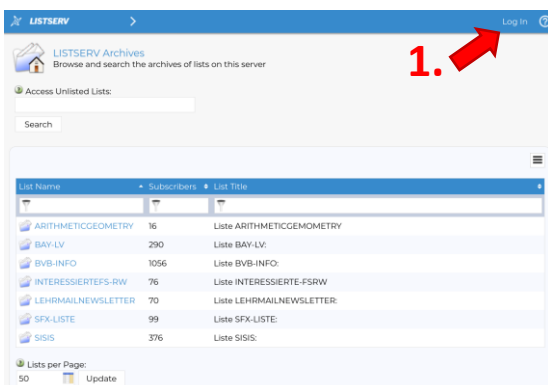 LISTSERV
Log In
1.
LISTSERV Archives
Browse and search the archives of lists on this server
Access Unlisted Lists:
Search
List Name Subscribers List Title
ARITHMETICGEOMETRY 16 Liste ARITHMETICGEMOMETRY
BAY-LV 290 Liste BAY-LV:
BVB-INFO 1056 Liste BVB-INFO:
INTERESSIERTEFS-RW 76 Liste INTERESSIERTE-FSRW
LEHRMAILNEWSLETTER 70 Liste LEHRMAILNEWSLETTER:
SFX-LISTE 99 Liste SFX-LISTE:
SISIS 376 Liste SISIS:
Lists per Page:
50 Update